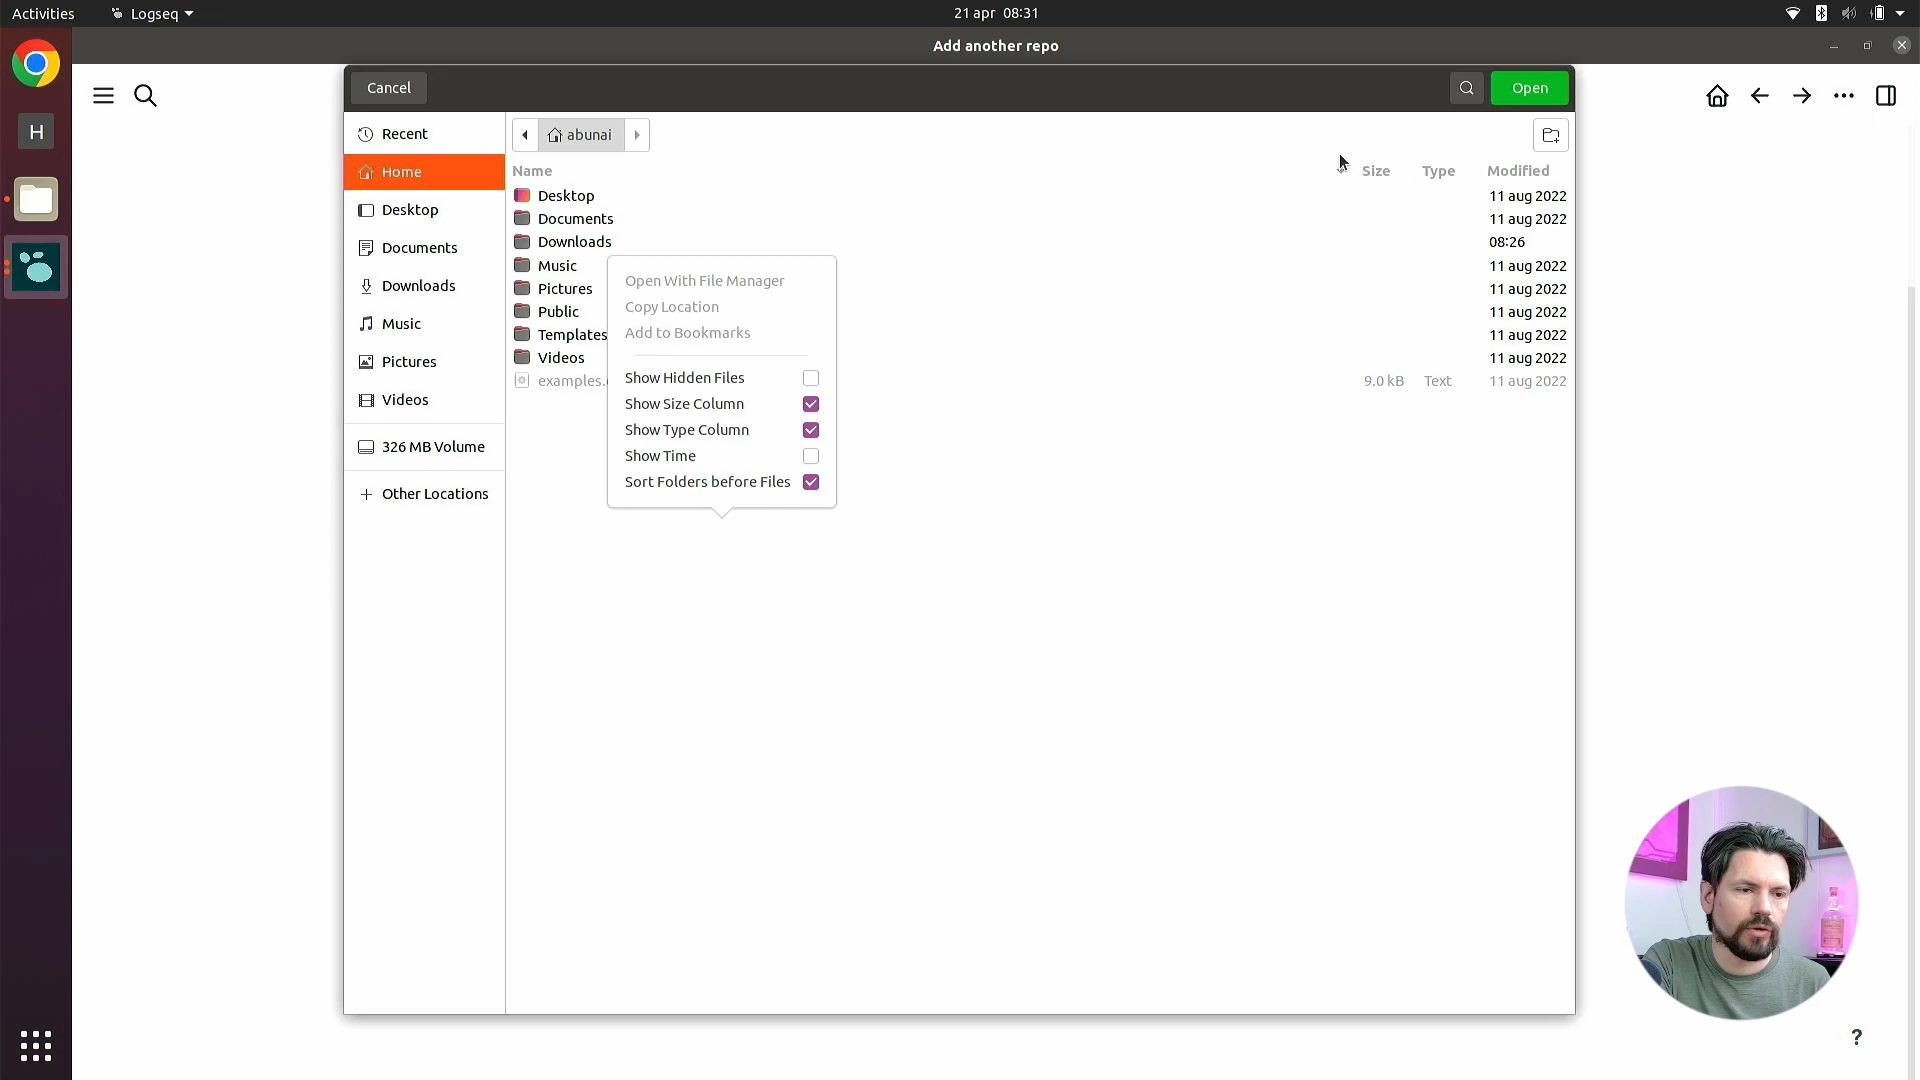 Activities
Logseq
21 apr 08:31
Add another repo
Cancel
Open
H
Recent
Home
Desktop
Documents
Downloads
Music
Pictures
Videos
326 MB Volume
Other Locations
abunai
Name Size Type Modified
Desktop 11 aug 2022
Documents 11 aug 2022
Downloads 08:26
Music 11 aug 2022
Pictures 11 aug 2022
Public 11 aug 2022
Templates 11 aug 2022
Videos 11 aug 2022
examples. 9.0 kB Text 11 aug 2022
Open With File Manager
Copy Location
Add to Bookmarks
Show Hidden Files
Show Size Column
Show Type Column
Show Time
Sort Folders before Files
?